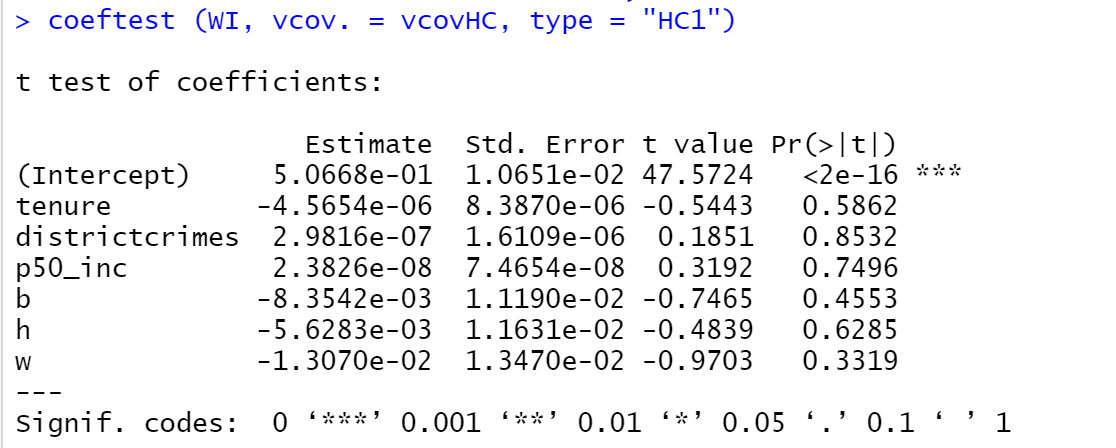 > coeftest (WI, vcov. = vcovHC, type = "HC1")
t test of coefficients:
Estimate Std. Error t value Pr(>|t|)
(Intercept) 5.0668e-01 1.0651e-02 47.5724 <2e-16 ***
tenure -4.5654e-06 8.3870e-06 -0.5443 0.5862
districtcrimes 2.9816e-07 1.6109e-06 0.1851 0.8532
p50_inc 2.3826e-08 7.4654e-08 0.3192 0.7496
b -8.3542e-03 1.1190e-02 -0.7465 0.4553
h -5.6283e-03 1.1631e-02 -0.4839 0.6285
w -1.3070e-02 1.3470e-02 -0.9703 0.3319
---
Signif. codes: 0 ‘***’ 0.001 ‘**’ 0.01 ‘*’ 0.05 ‘.’ 0.1 ‘ ’ 1